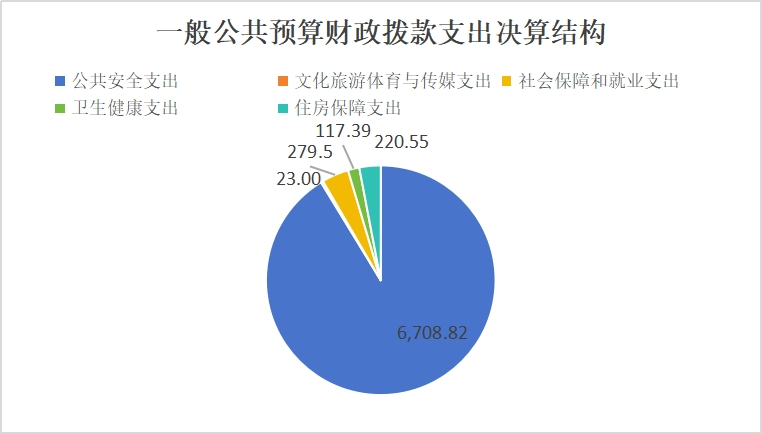 一般公共预算财政拨款支出决算结构
公共安全支出 文化旅游体育与传媒支出 社会保障和就业支出
卫生健康支出 住房保障支出
117.39
220.55
279.5
23.00
6,708.82